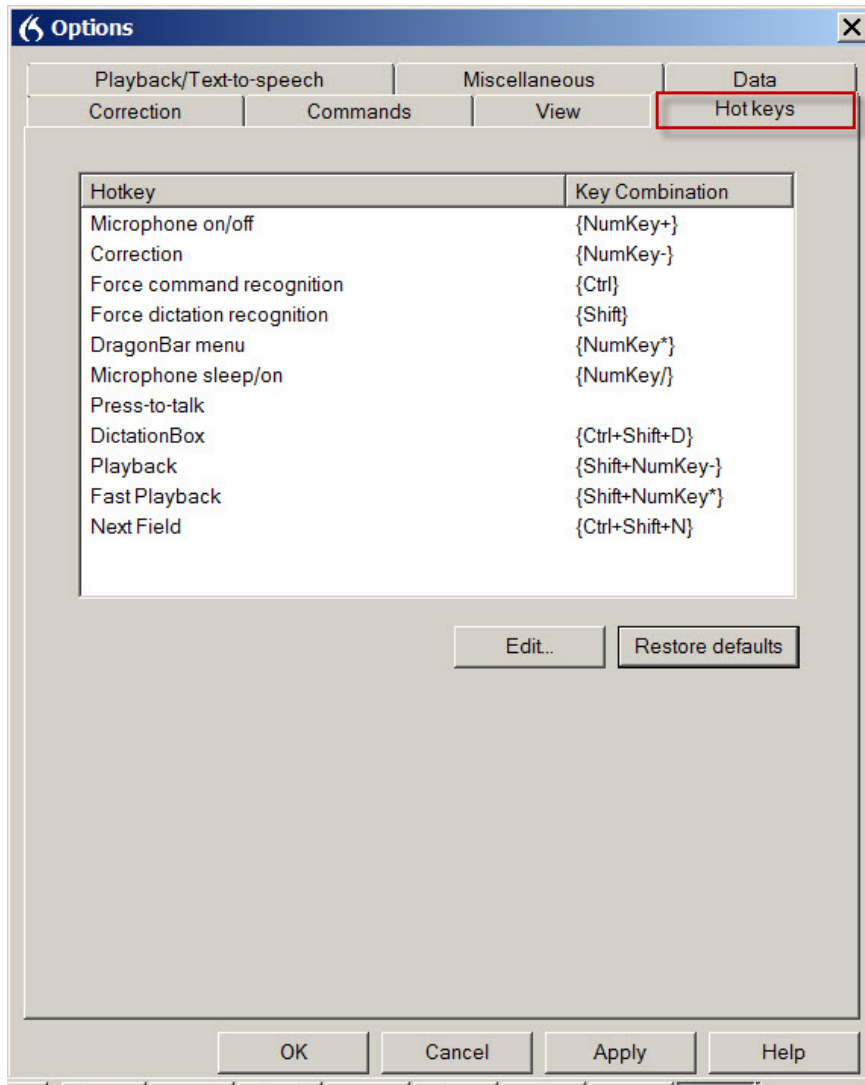 Options
Playback/Text-to-speech Miscellaneous Data
Correction Commands View Hot keys
Hotkey Key Combination
Microphone on/off {NumKey+}
Correction {NumKey-}
Force command recognition {Ctrl}
Force dictation recognition {Shift}
DragonBar menu {NumKey*}
Microphone sleep/on {NumKey/}
Press-to-talk
DictationBox {Ctrl+Shift+D}
Playback {Shift+NumKey-}
Fast Playback {Shift+NumKey*}
Next Field {Ctrl+Shift+N}
Edit... Restore defaults
OK Cancel Apply Help